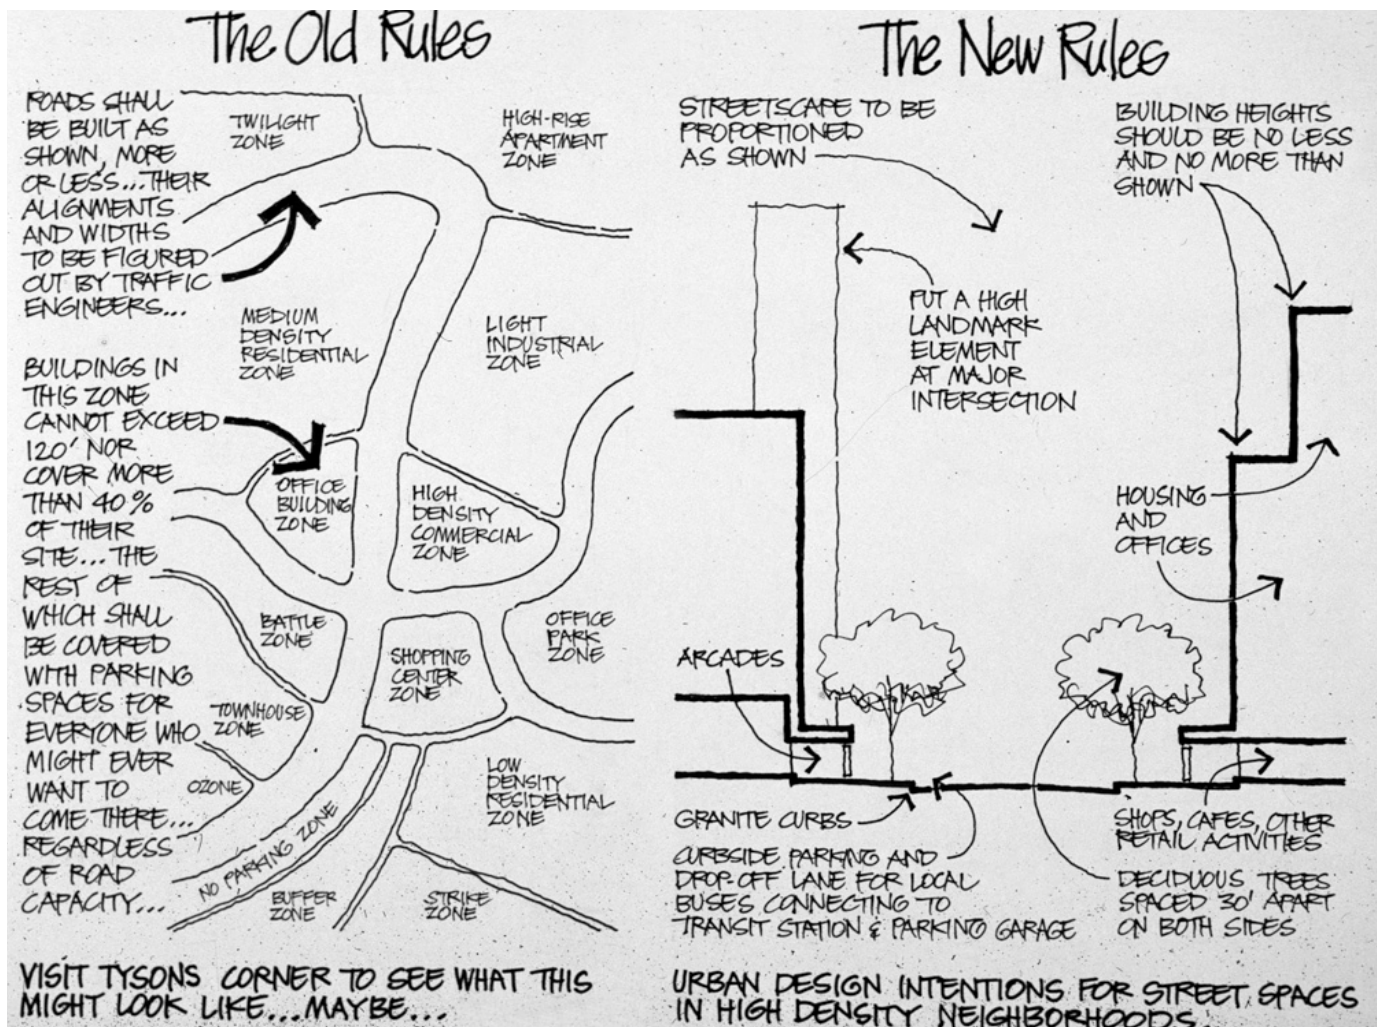 The Old Rules
ROADS SHALL
BE BUILT AS
SHOWN, MORE
OR LESS...THEIR
ALIGNMENTS
AND WIDTHS
TO BE FIGURED
OUT BY TRAFFIC
ENGINEERS...
BUILDINGS IN
THIS ZONE
CANNOT EXCEED
120' NOR
COVER MORE
THAN 40%
OF THEIR
SITE... THE
REST OF
WHICH SHALL
BE COVERED
WITH PARKING
SPACES FOR
EVERYONE WHO
MIGHT EVER
WANT TO
COME THERE...
REGARDLESS
OF ROAD
CAPACITY...
TWILIGHT
ZONE
HIGH-RISE
APARTMENT
ZONE
MEDIUM
DENSITY
RESIDENTIAL
ZONE
LIGHT
INDUSTRIAL
ZONE
OFFICE
BUILDING
ZONE
HIGH
DENSITY
COMMERCIAL
ZONE
BATTLE
ZONE
SHOPPING
CENTER
ZONE
OFFICE
PARK
ZONE
TOWNHOUSE
ZONE
OZONE
LOW
DENSITY
RESIDENTIAL
ZONE
NO PARKING ZONE
BUFFER
ZONE
STRIKE
ZONE
VISIT TYSONS CORNER TO SEE WHAT THIS
MIGHT LOOK LIKE...MAYBE...
The New Rules
STREETSCAPE TO BE
PROPORTIONED
AS SHOWN
BUILDING HEIGHTS
SHOULD BE NO LESS
AND NO MORE THAN
SHOWN
PUT A HIGH
LANDMARK
ELEMENT
AT MAJOR
INTERSECTION
HOUSING
AND
OFFICES
ARCADES
GRANITE CURBS
CURBSIDE PARKING AND
DROP-OFF LANE FOR LOCAL
BUSES CONNECTING TO
TRANSIT STATION & PARKING GARAGE
SHOPS, CAFES, OTHER
RETAIL ACTIVITIES
DECIDUOUS TREES
SPACED 30' APART
ON BOTH SIDES
URBAN DESIGN INTENTIONS FOR STREET SPACES
IN HIGH DENSITY NEIGHBORHOODS.